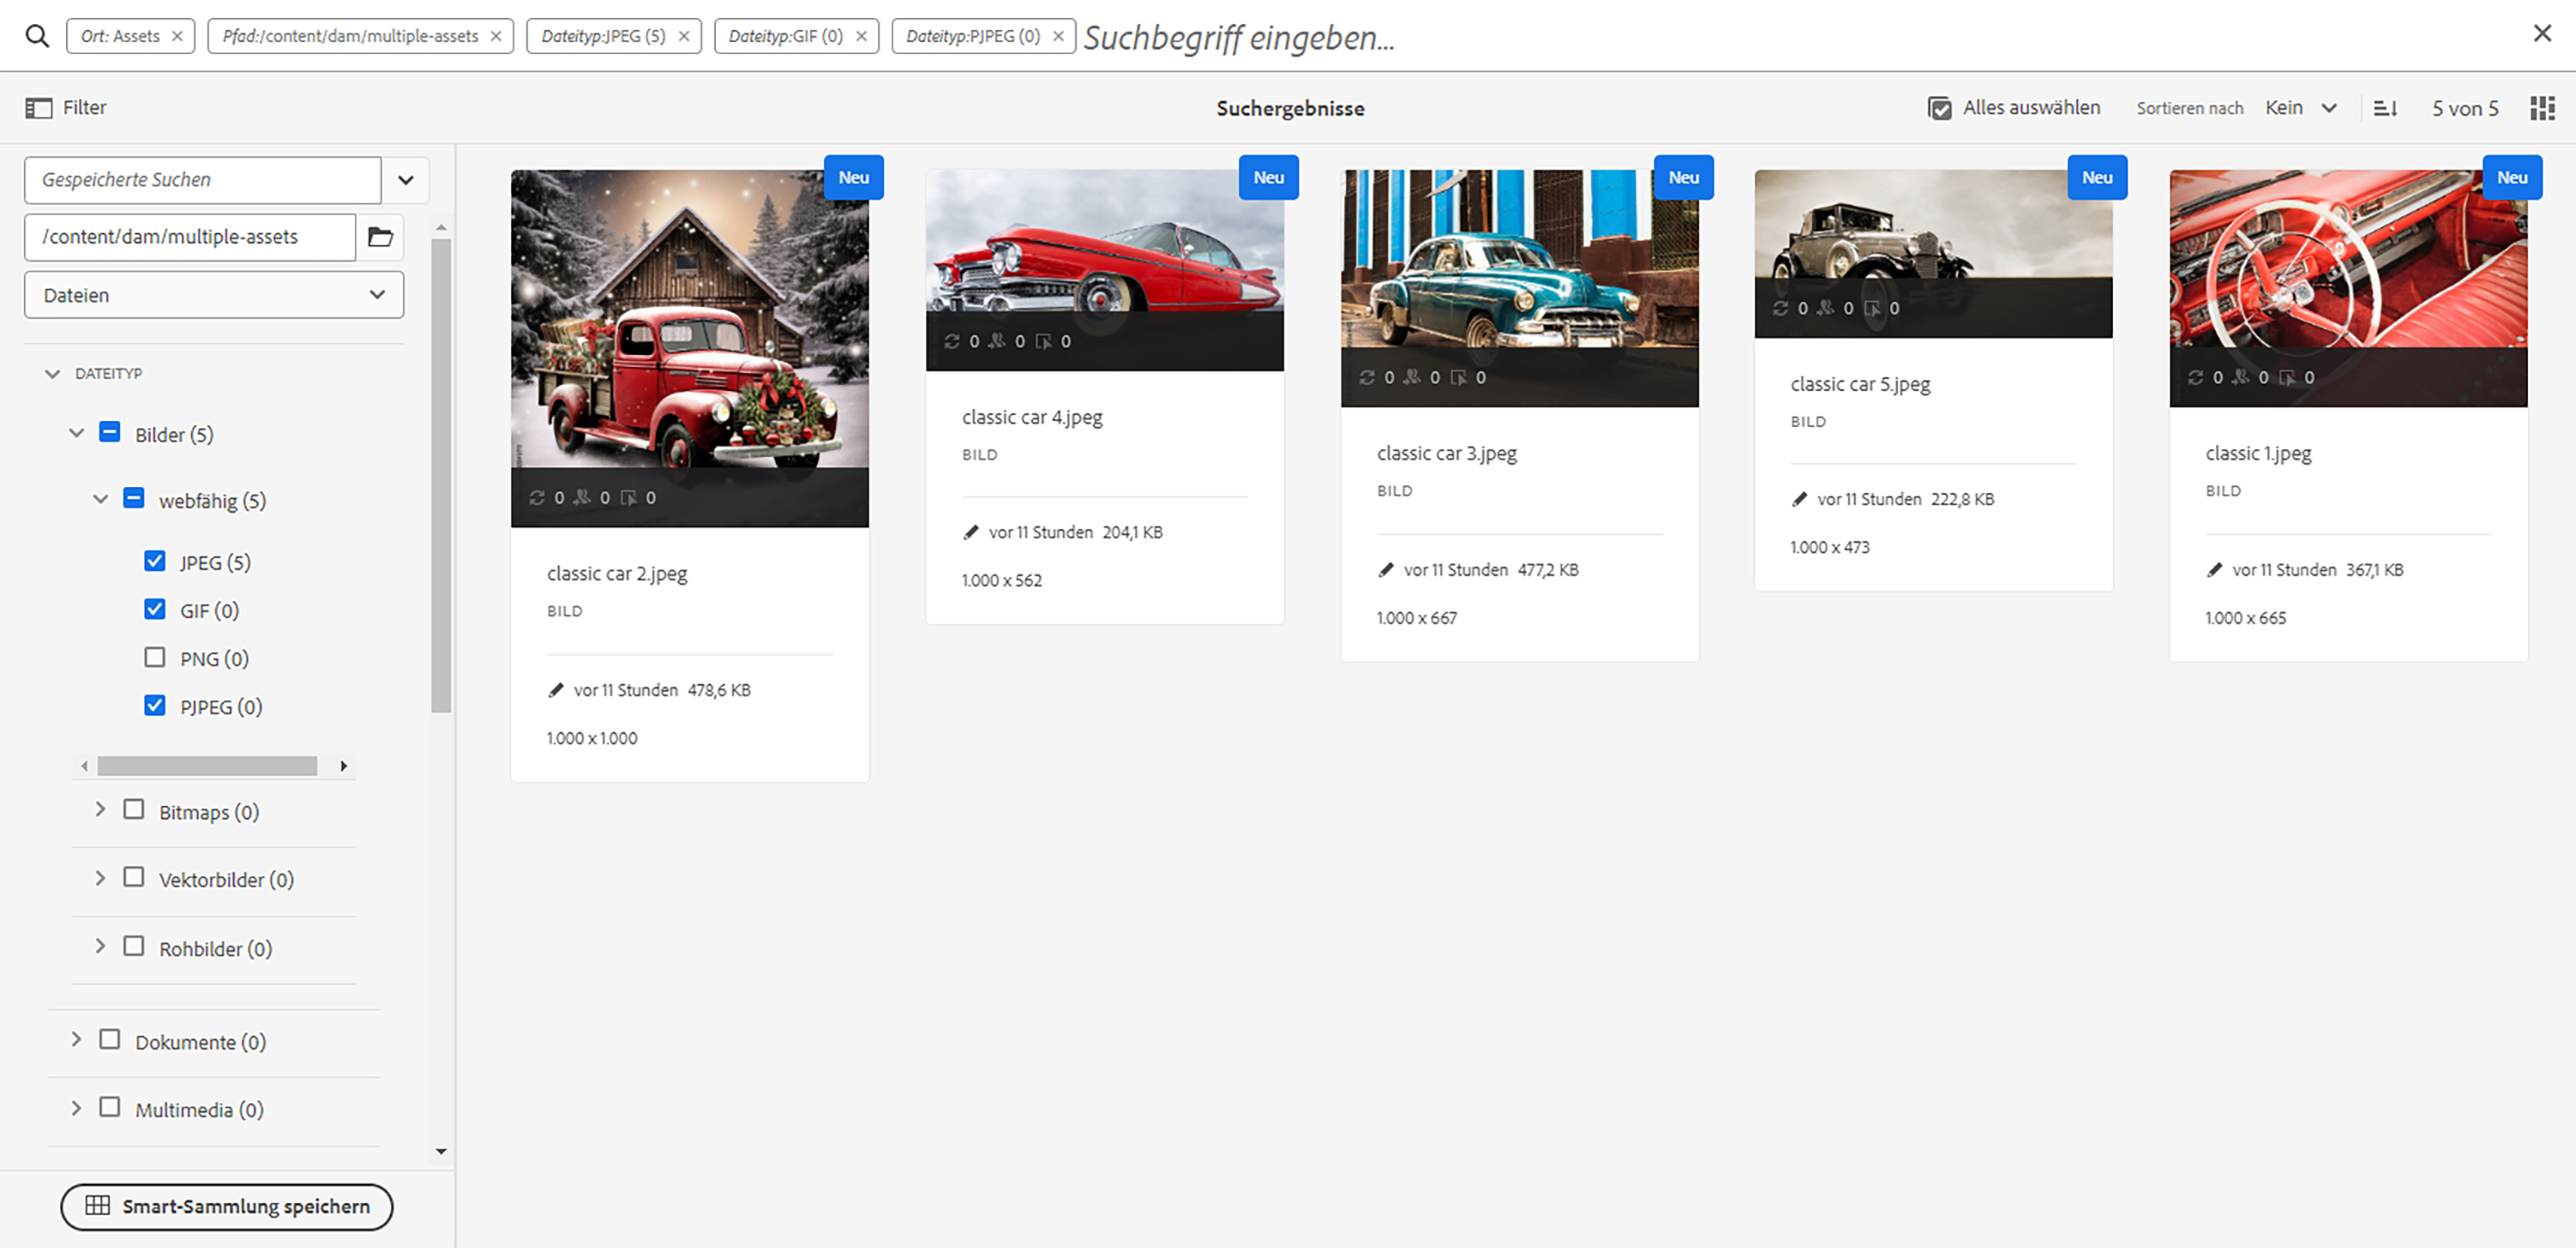 Ort: Assets
Pfad:/content/dam/multiple-assets
Dateityp:JPEG (5)
Dateityp:GIF (0)
Dateityp:PJPEG (0)
Suchbegriff eingeben...
Filter
Suchergebnisse
Alles auswählen
Sortieren nach
Kein
5 von 5
Gespeicherte Suchen
/content/dam/multiple-assets
Dateien
DATEITYP
Bilder (5)
webfähig (5)
JPEG (5)
GIF (0)
PNG (0)
PJPEG (0)
Bitmaps (0)
Vektorbilder (0)
Rohbilder (0)
Dokumente (0)
Multimedia (0)
Smart-Sammlung speichern
Neu
0 0 0
classic car 2.jpeg
BILD
vor 11 Stunden 478,6 KB
1.000 x 1.000
Neu
0 0 0
classic car 4.jpeg
BILD
vor 11 Stunden 204,1 KB
1.000 x 562
Neu
0 0 0
classic car 3.jpeg
BILD
vor 11 Stunden 477,2 KB
1.000 x 667
Neu
0 0 0
classic car 5.jpeg
BILD
vor 11 Stunden 222,8 KB
1.000 x 473
Neu
0 0 0
classic 1.jpeg
BILD
vor 11 Stunden 367,1 KB
1.000 x 665